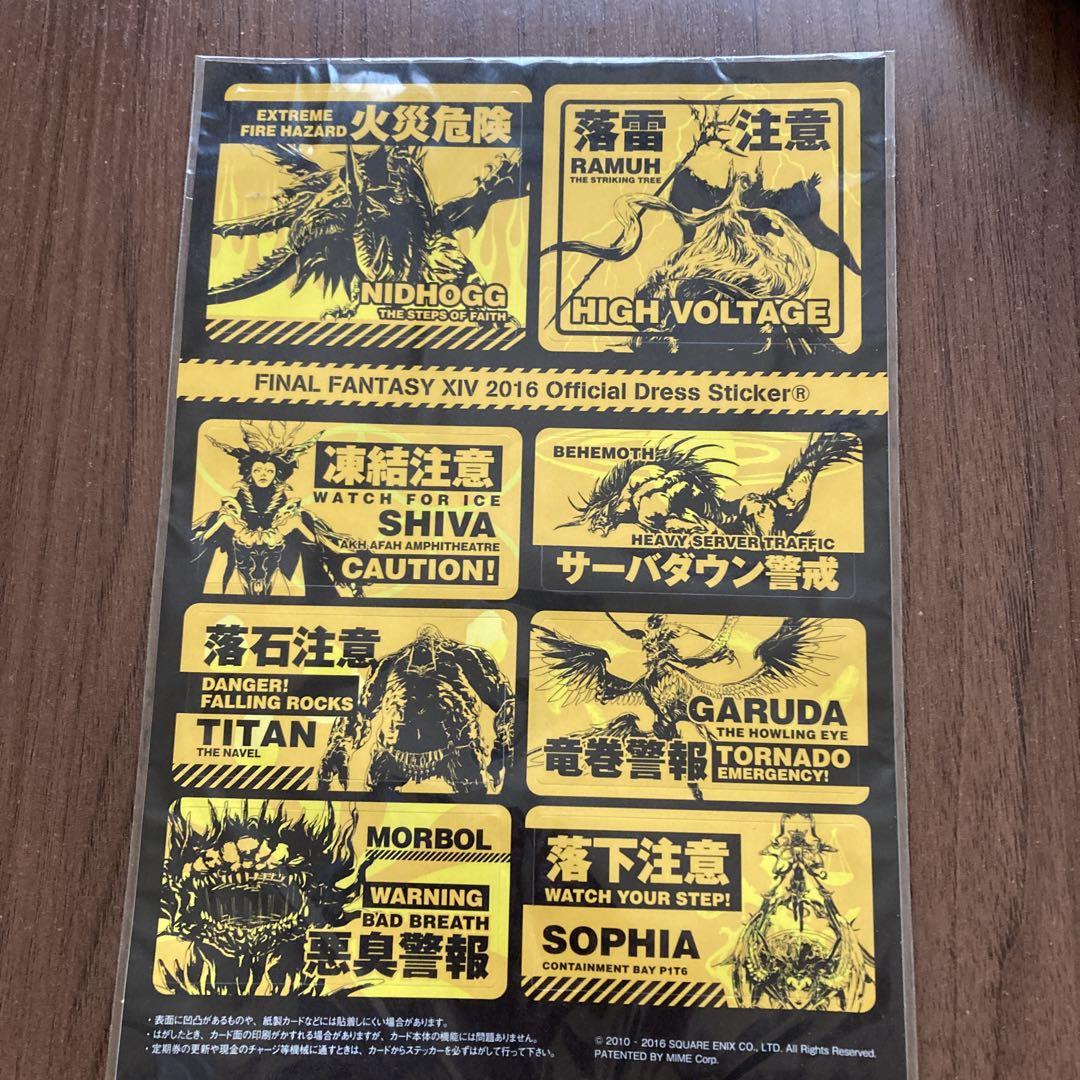 EXTREME
FIRE HAZARD 火災危険
NIDHOGG
THE STEPS OF FAITH
落雷 注意
RAMUH
THE STRIKING TREE
HIGH VOLTAGE
FINAL FANTASY XIV 2016 Official Dress Sticker®
凍結注意
WATCH FOR ICE
SHIVA
AKH AFAH AMPHITHEATRE
CAUTION!
BEHEMOTH
HEAVY SERVER TRAFFIC
サーバダウン警戒
落石注意
DANGER!
FALLING ROCKS
TITAN
THE NAVEL
GARUDA
THE HOWLING EYE
竜巻警報 TORNADO
EMERGENCY!
MORBOL
WARNING
BAD BREATH
悪臭警報
落下注意
WATCH YOUR STEP!
SOPHIA
CONTAINMENT BAY P1T6
・表面に凹凸があるものや、紙製カードなどには貼着しにくい場合があります。
・はがしたとき、カード面の印刷がかすれる場合がありますが、カード本体の機能には問題ありません。
・定期券の更新や現金のチャージ等機械に通すときは、カードからステッカーを必ずはがして行って下さい。
© 2010 - 2016 SQUARE ENIX CO., LTD. All Rights Reserved.
PATENTED BY MIME Corp.